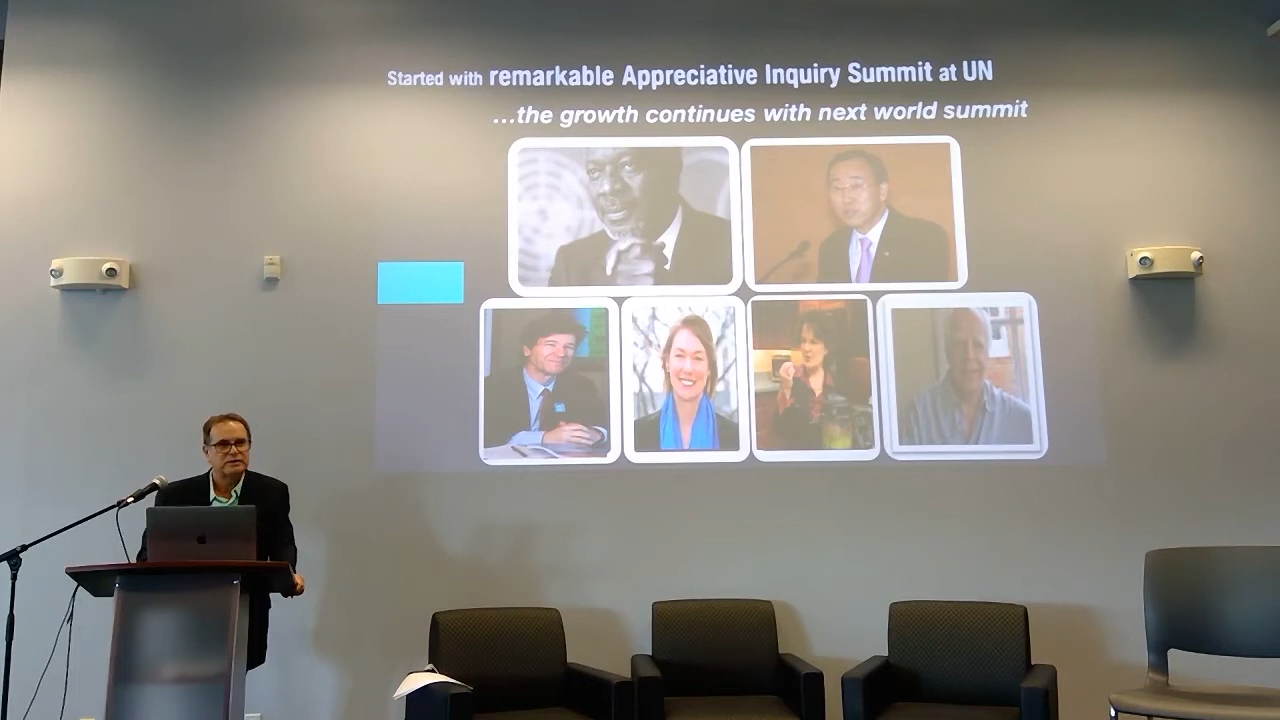 Started with remarkable Appreciative Inquiry Summit at UN
...the growth continues with next world summit